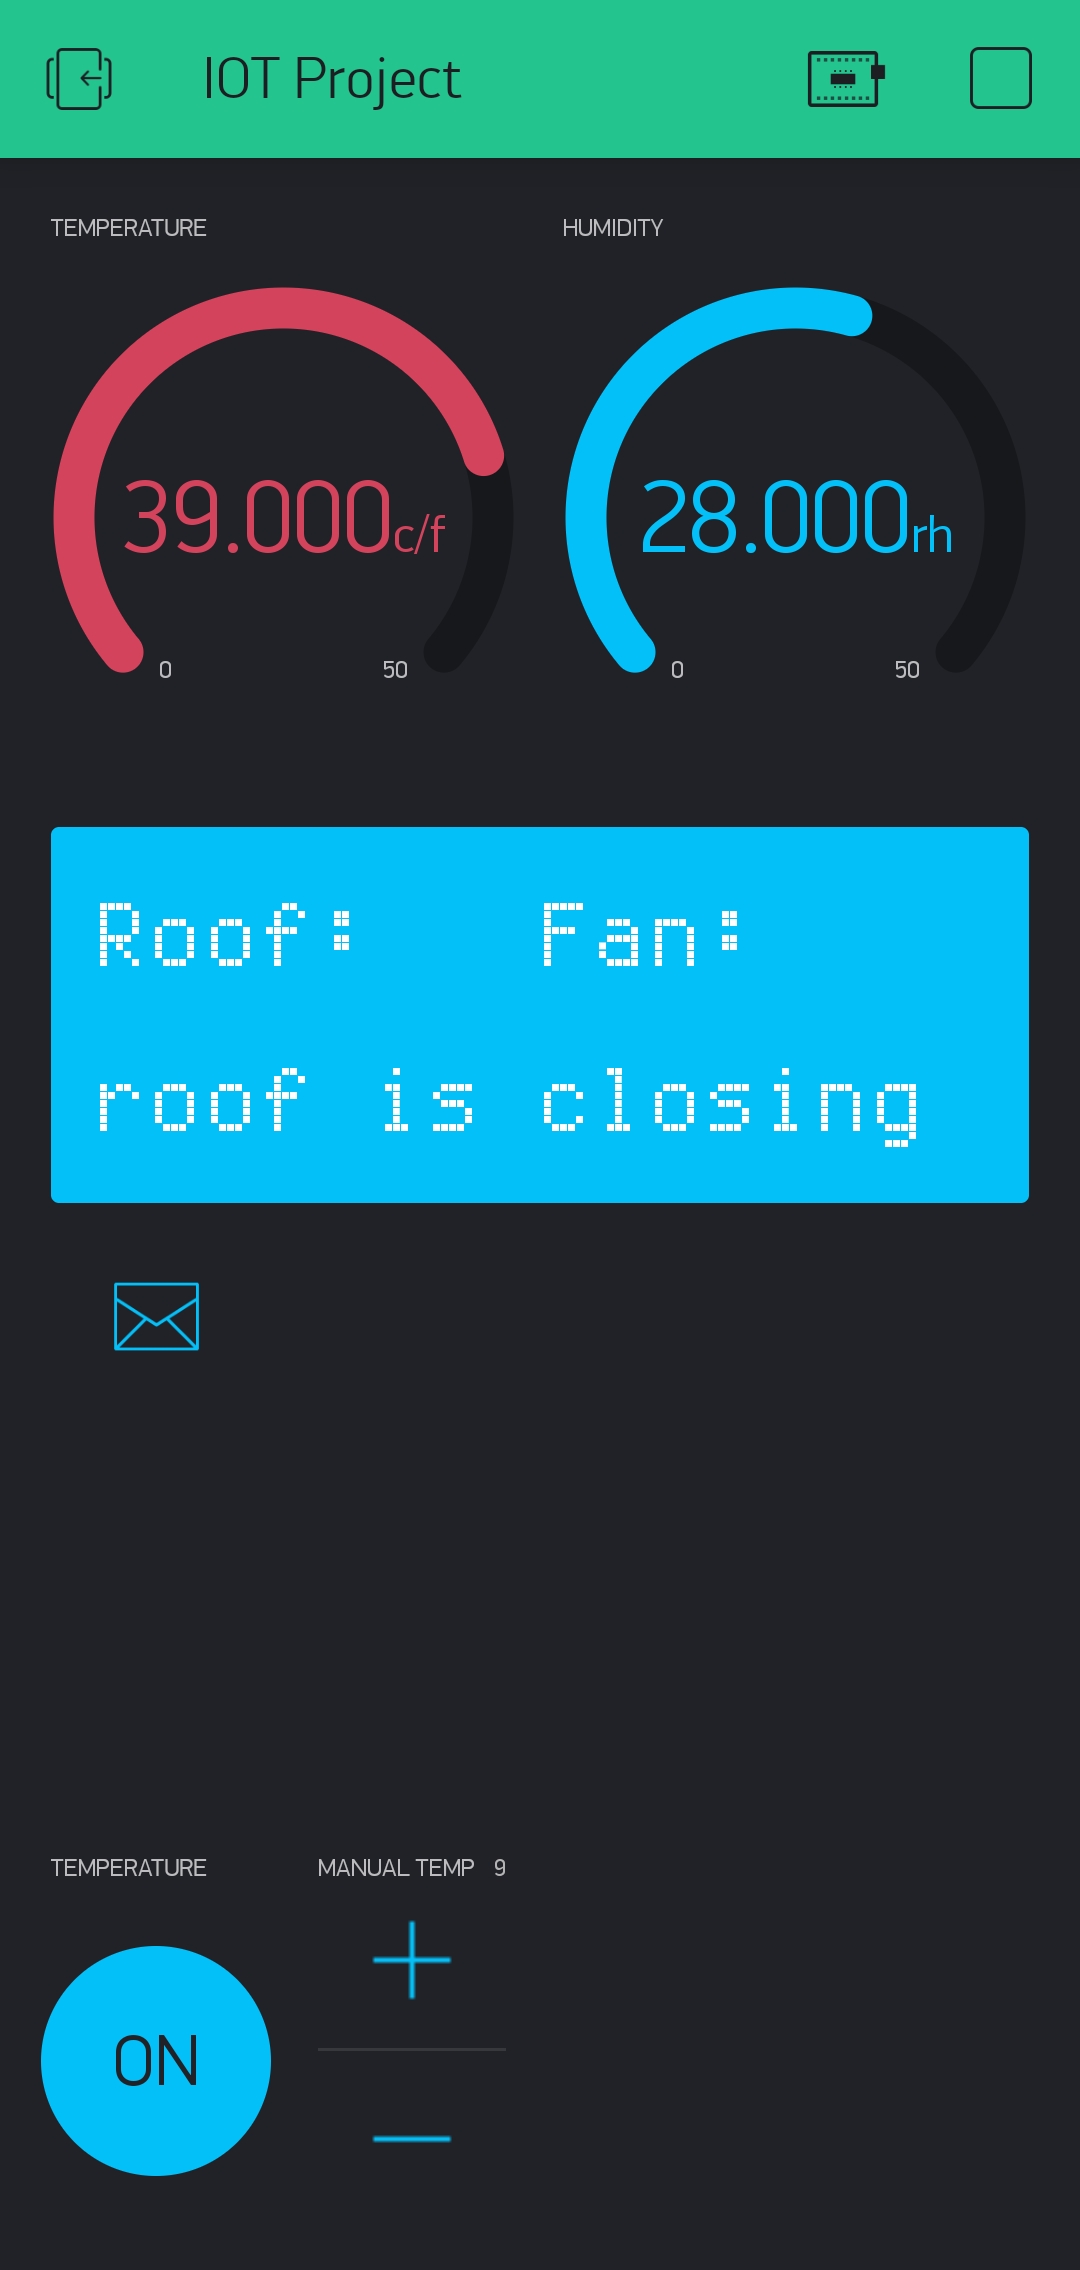 IOT Project
TEMPERATURE HUMIDITY
39.000c/f 28.000rh
0 50 0 50
Roof: Fan:
roof is closing
TEMPERATURE MANUAL TEMP 9
ON